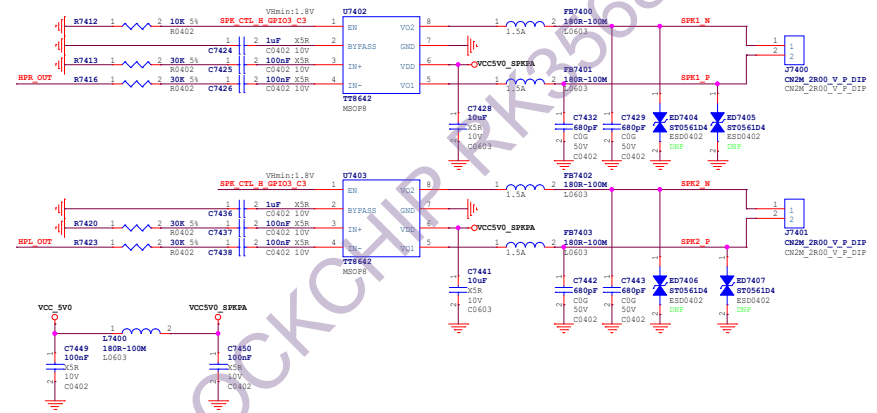 VHmin:1.8V U7402 FB7400
R7412 1 2 10K 5% SPK_CTL_H_GPIO3_C3 1 EN VO2 8 1 2 180R-100M SPK1_N
R0402 1.5A L0603
1 2 1uF X5R 2 BYPASS GND 7
C7424 C0402 10V
R7413 1 2 30K 5% 1 2 100nF X5R 3 IN+ VDD 6 VCC5V0_SPKPA
R0402 C7425 C0402 10V FB7401
HPR_OUT R7416 1 2 30K 5% 1 2 100nF X5R 4 IN- VO1 5 1 2 180R-100M SPK1_P
R0402 C7426 C0402 10V 1.5A L0603
TT8642
MSOP8
1 1
2 2
J7400
CN2M_2R00_V_P_DIP
CN2M_2R00_V_P_DIP
C7428
10uF
X5R
10V
C0603
C7432
680pF
C0G
50V
C0402
C7429
680pF
C0G
50V
C0402
ED7404
ST0561D4
ESD0402
DNP
ED7405
ST0561D4
ESD0402
DNP
VHmin:1.8V U7403 FB7402
SPK_CTL_H_GPIO3_C3 1 EN VO2 8 1 2 180R-100M SPK2_N
1.5A L0603
1 2 1uF X5R 2 BYPASS GND 7
C7436 C0402 10V
R7420 1 2 30K 5% 1 2 100nF X5R 3 IN+ VDD 6 VCC5V0_SPKPA
R0402 C7437 C0402 10V FB7403
HPL_OUT R7423 1 2 30K 5% 1 2 100nF X5R 4 IN- VO1 5 1 2 180R-100M SPK2_P
R0402 C7438 C0402 10V 1.5A L0603
TT8642
MSOP8
1 1
2 2
J7401
CN2M_2R00_V_P_DIP
CN2M_2R00_V_P_DIP
C7441
10uF
X5R
10V
C0603
C7442
680pF
C0G
50V
C0402
C7443
680pF
C0G
50V
C0402
ED7406
ST0561D4
ESD0402
DNP
ED7407
ST0561D4
ESD0402
DNP
VCC_5V0 VCC5V0_SPKPA
1 2
L7400
180R-100M
L0603
C7449
100nF
X5R
10V
C0402
C7450
100nF
X5R
10V
C0402
OCKCHIP RK3568